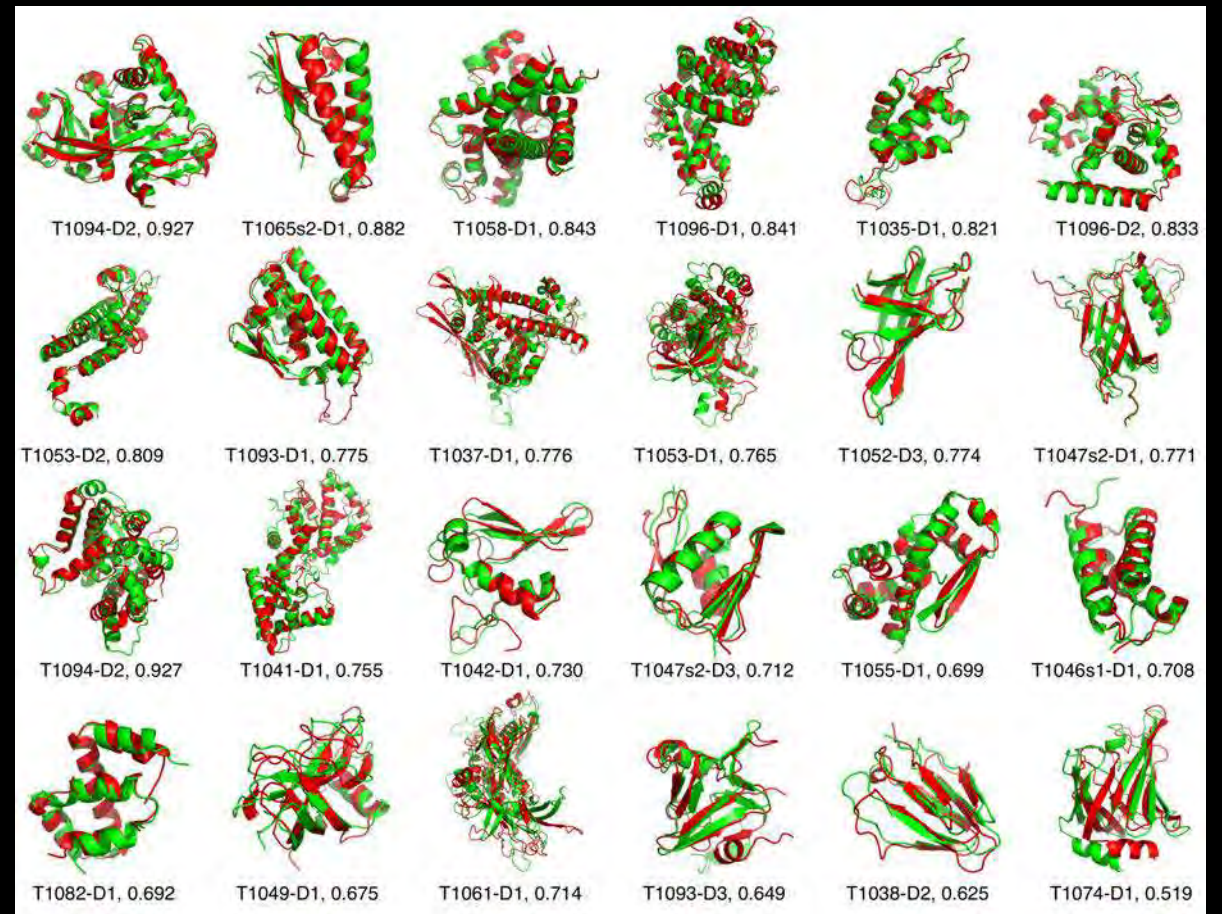 T1094-D2, 0.927 T1065s2-D1, 0.882 T1058-D1, 0.843 T1096-D1, 0.841 T1035-D1, 0.821 T1096-D2, 0.833
T1053-D2, 0.809 T1093-D1, 0.775 T1037-D1, 0.776 T1053-D1, 0.765 T1052-D3, 0.774 T1047s2-D1, 0.771
T1094-D2, 0.927 T1041-D1, 0.755 T1042-D1, 0.730 T1047s2-D3, 0.712 T1055-D1, 0.699 T1046s1-D1, 0.708
T1082-D1, 0.692 T1049-D1, 0.675 T1061-D1, 0.714 T1093-D3, 0.649 T1038-D2, 0.625 T1074-D1, 0.519